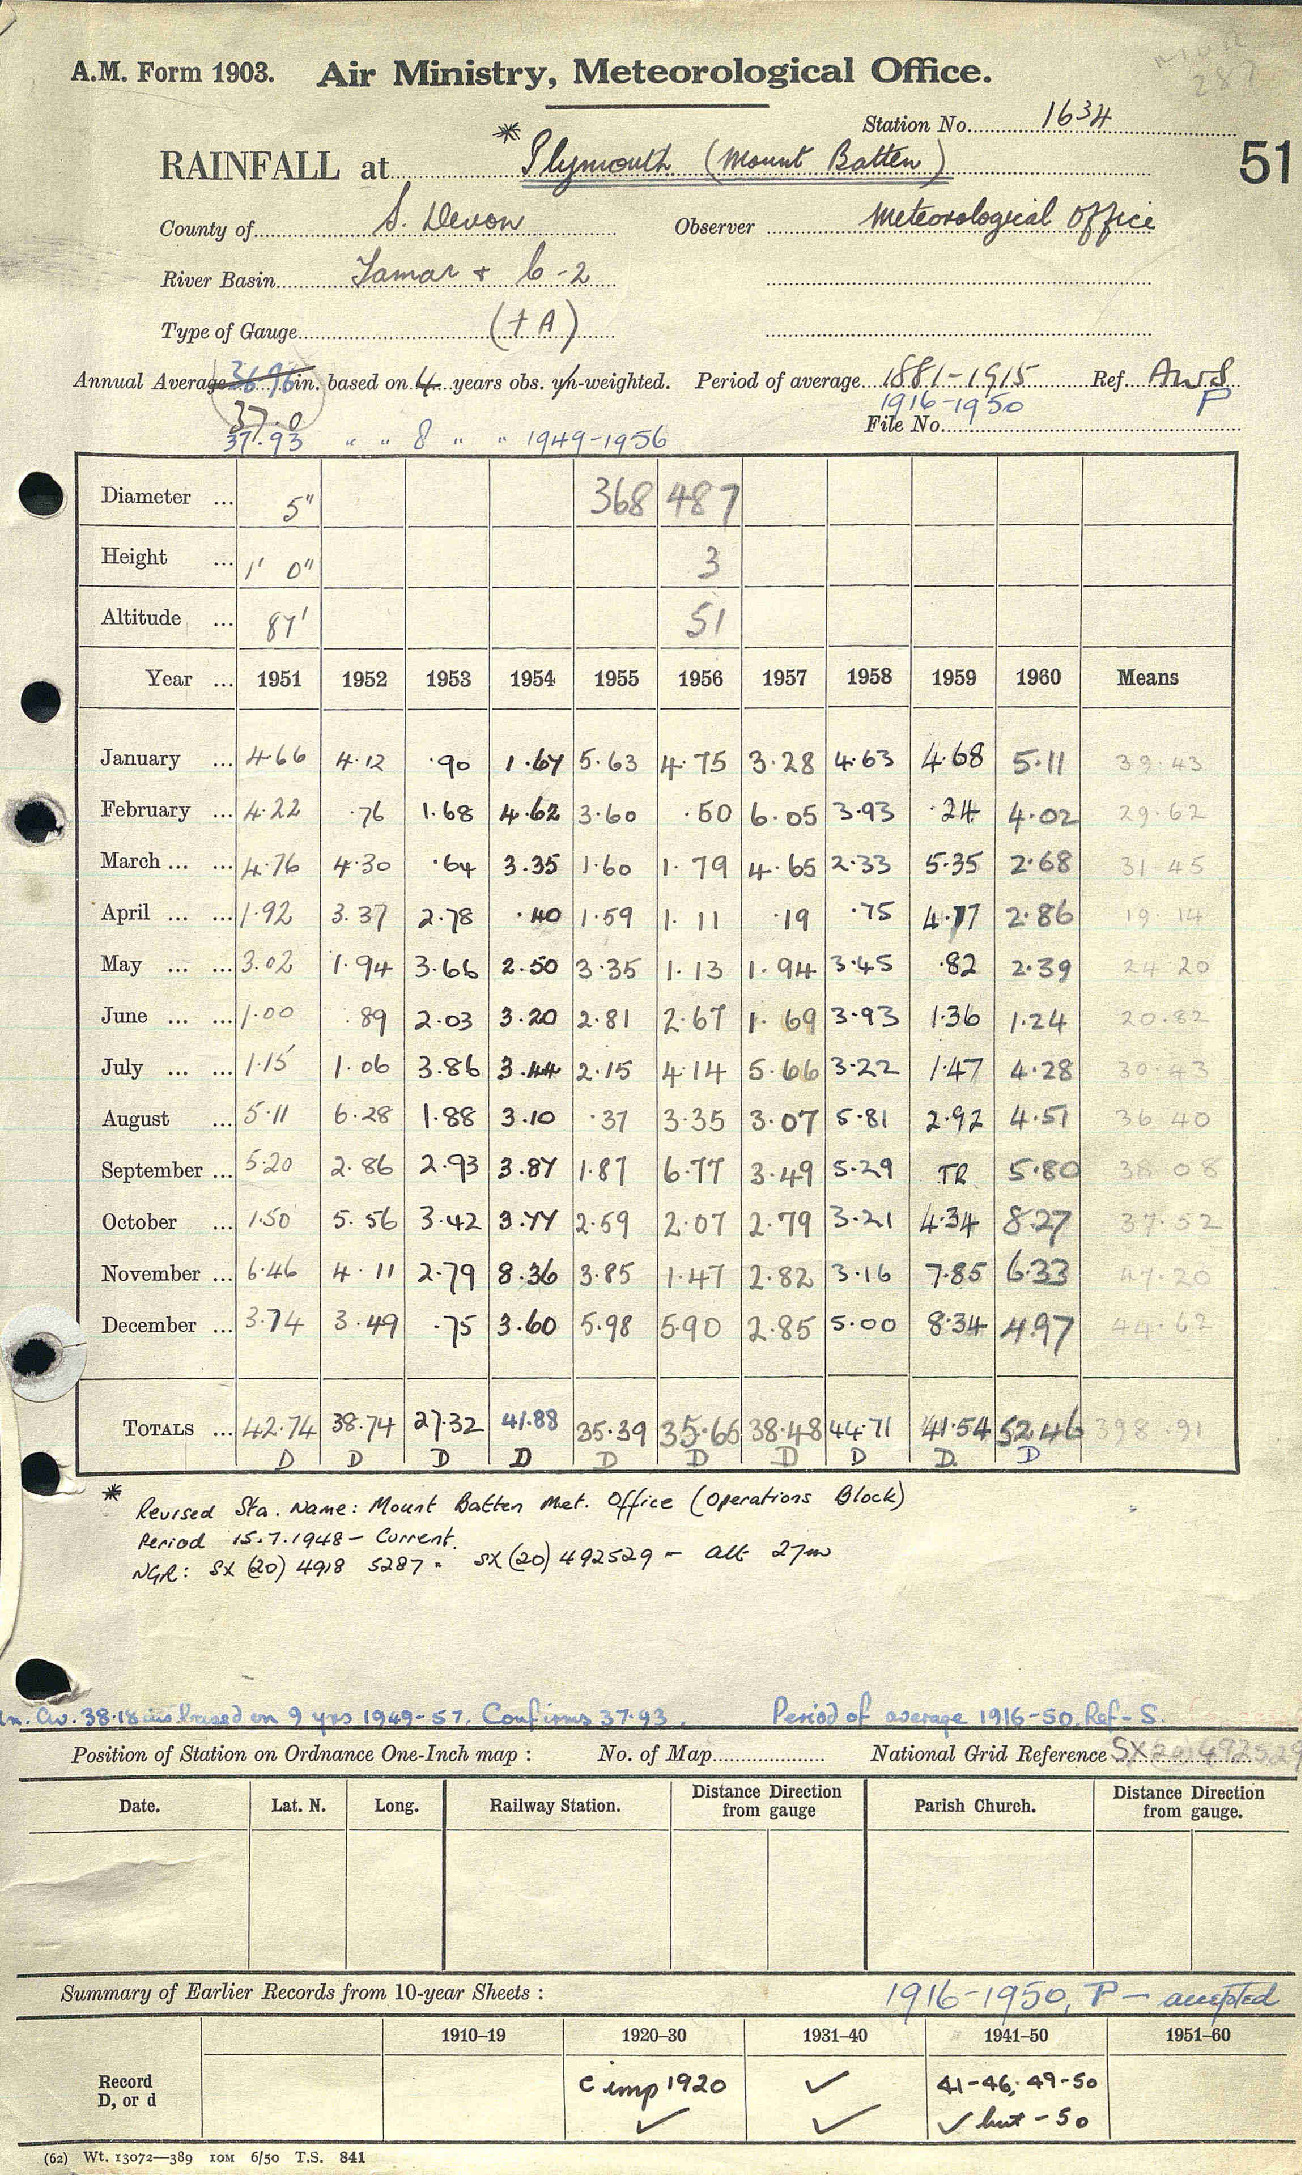 A.M. Form 1903. Air Ministry, Meteorological Office.
Station No. 1634
* RAINFALL at Plymouth (Mount Batten) 51
County of S. Devon Observer Meteorological Office
River Basin Tamar + 6-2
Type of Gauge (+A)
Annual Average 36.96 in. based on 4 years obs. un-weighted. Period of average 1881-1915 Ref. AWS
37.0 1916-1950 P
File No.
37.93 " " 8 " " 1949-1956
Diameter ... 5" 368 487
Height ... 1' 0" 3
Altitude ... 87' 51
Year ... 1951 1952 1953 1954 1955 1956 1957 1958 1959 1960 Means
January ... 4.66 4.12 .90 1.67 5.63 4.75 3.28 4.63 4.68 5.11 39.43
February ... 4.22 .76 1.68 4.62 3.60 .50 6.05 3.93 .24 4.02 29.62
March ... ... 4.76 4.30 .64 3.35 1.60 1.79 4.65 2.33 5.35 2.68 31.45
April ... ... 1.92 3.37 2.78 .40 1.59 1.11 .19 .75 4.17 2.86 19.14
May ... ... 3.02 1.94 3.66 2.50 3.35 1.13 1.94 3.45 .82 2.39 24.20
June ... ... 1.00 .89 2.03 3.20 2.81 2.67 1.69 3.93 1.36 1.24 20.82
July ... ... 1.15 1.06 3.86 3.44 2.15 4.14 5.66 3.22 1.47 4.28 30.43
August ... 5.11 6.28 1.88 3.10 .37 3.35 3.07 5.81 2.92 4.51 36.40
September ... 5.20 2.86 2.93 3.87 1.87 6.77 3.49 5.29 TR 5.80 38.08
October ... 1.50 5.56 3.42 3.77 2.59 2.07 2.79 3.21 4.34 8.27 37.52
November ... 6.46 4.11 2.79 8.36 3.85 1.47 2.82 3.16 7.85 6.33 47.20
December ... 3.74 3.49 .75 3.60 5.98 5.90 2.85 5.00 8.34 4.97 44.62
TOTALS ... 42.74 38.74 27.32 41.88 35.39 35.65 38.48 44.71 41.54 52.46 398.91
D D D D D D D D D. D
* Revised Sta. Name: Mount Batten Met. Office (Operations Block)
Period 15.7.1948 – Current.
NGR: SX (20) 4918 5287 = SX (20) 492529 – alt 27m
An. Av. 38.18 ins based on 9 yrs 1949-57. Confirms 37.93. Period of average 1916-50. Ref- S.
Position of Station on Ordnance One-Inch map : No. of Map National Grid Reference SX 20 492529
Date. Lat. N. Long. Railway Station. Distance Direction from gauge Parish Church. Distance Direction from gauge.
Summary of Earlier Records from 10-year Sheets : 1916-1950, P – accepted
1910–19 1920–30 1931–40 1941–50 1951–60
Record D, or d C imp 1920 ✓ 41-46, 49-50
✓ ✓ ✓ but - 50
(62) Wt. 13072—389 10M 6/50 T.S. 841